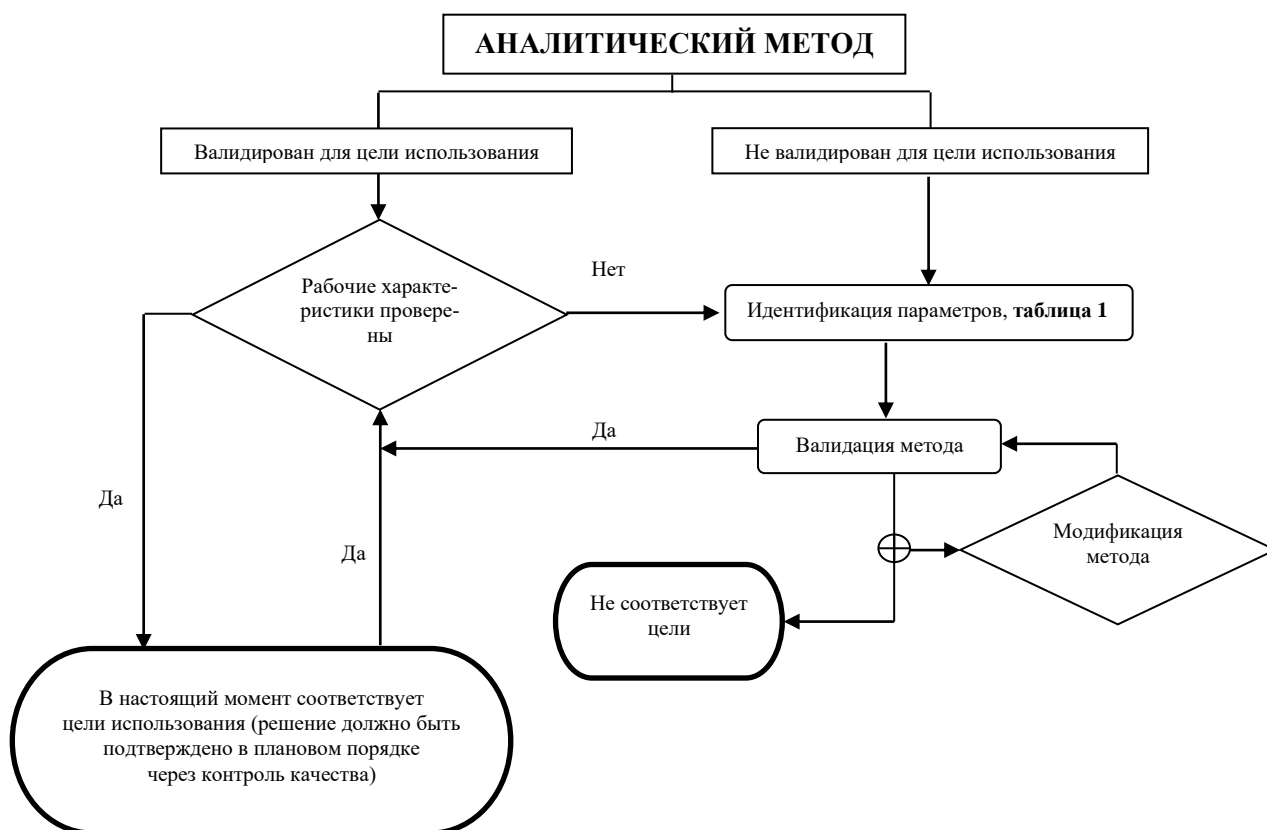 АНАЛИТИЧЕСКИЙ МЕТОД
Валидирован для цели использования
Не валидирован для цели использования
Рабочие характе-
ристики провере-
ны
Нет
Идентификация параметров, таблица 1
Да
Валидация метода
Да
Да
Модификация
метода
Не соответствует
цели
В настоящий момент соответствует
цели использования (решение должно быть
подтверждено в плановом порядке
через контроль качества)